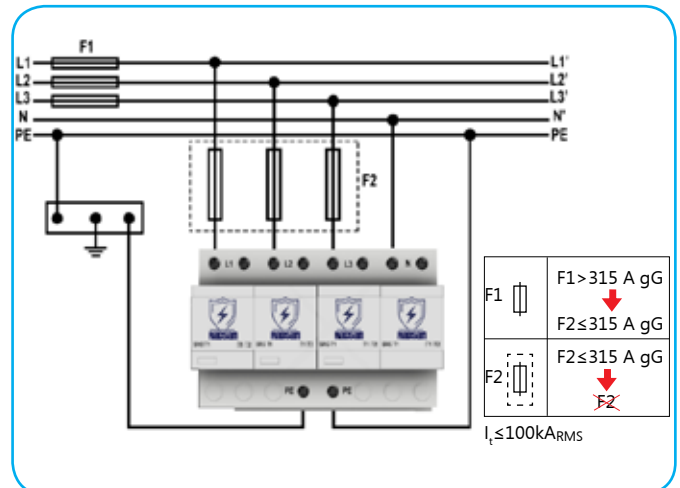 F1
L1 L1'
L2 L2'
L3 L3'
N N'
PE PE
F2
L1 L2 L3 N
PE PE
F1 F1>315 A gG
F2≤315 A gG
F2 F2≤315 A gG
F2
It≤100kARMS